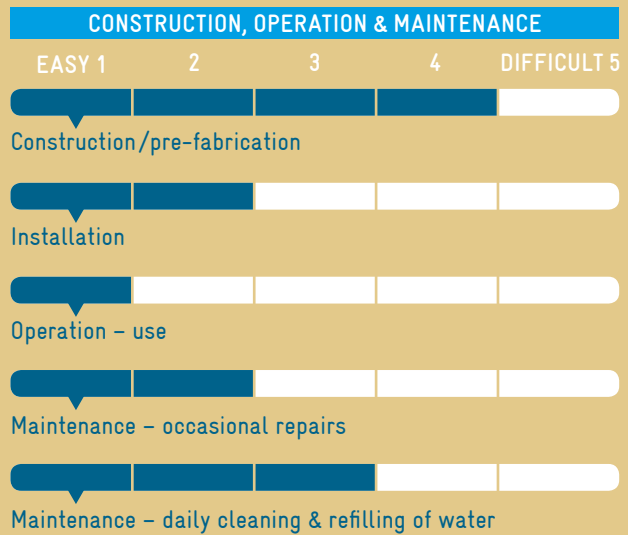 CONSTRUCTION, OPERATION & MAINTENANCE
EASY 1 2 3 4 DIFFICULT 5
Construction/pre-fabrication
Installation
Operation – use
Maintenance – occasional repairs
Maintenance – daily cleaning & refilling of water